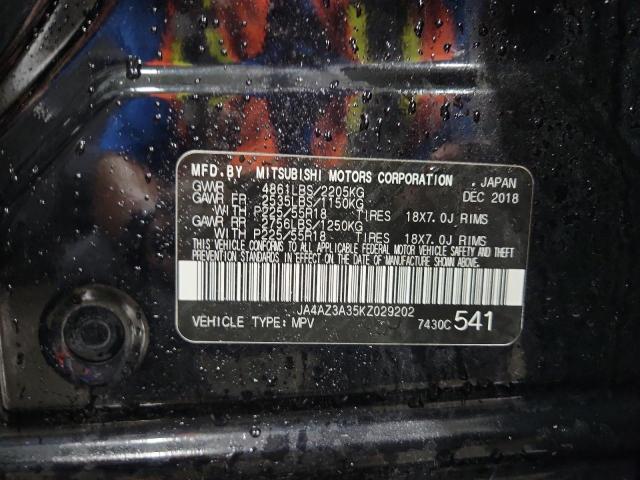 MFD.BY MITSUBISHI MOTORS CORPORATION JAPAN
GVWR 4861LBS/2205KG DEC 2018
GAWR FR 2535LBS/1150KG
WITH P225/55R18 TIRES 18X7.0J RIMS
GAWR RR 2756LBS/1250KG
WITH P225/55R18 TIRES 18X7.0J RIMS
THIS VEHICLE CONFORMS TO ALL APPLICABLE FEDERAL MOTOR VEHICLE SAFETY AND THEFT
PREVENTION STANDARDS IN EFFECT ON THE DATE OF MANUFACTURE SHOWN ABOVE.
JA4AZ3A35KZ029202
VEHICLE TYPE: MPV 7430C 541